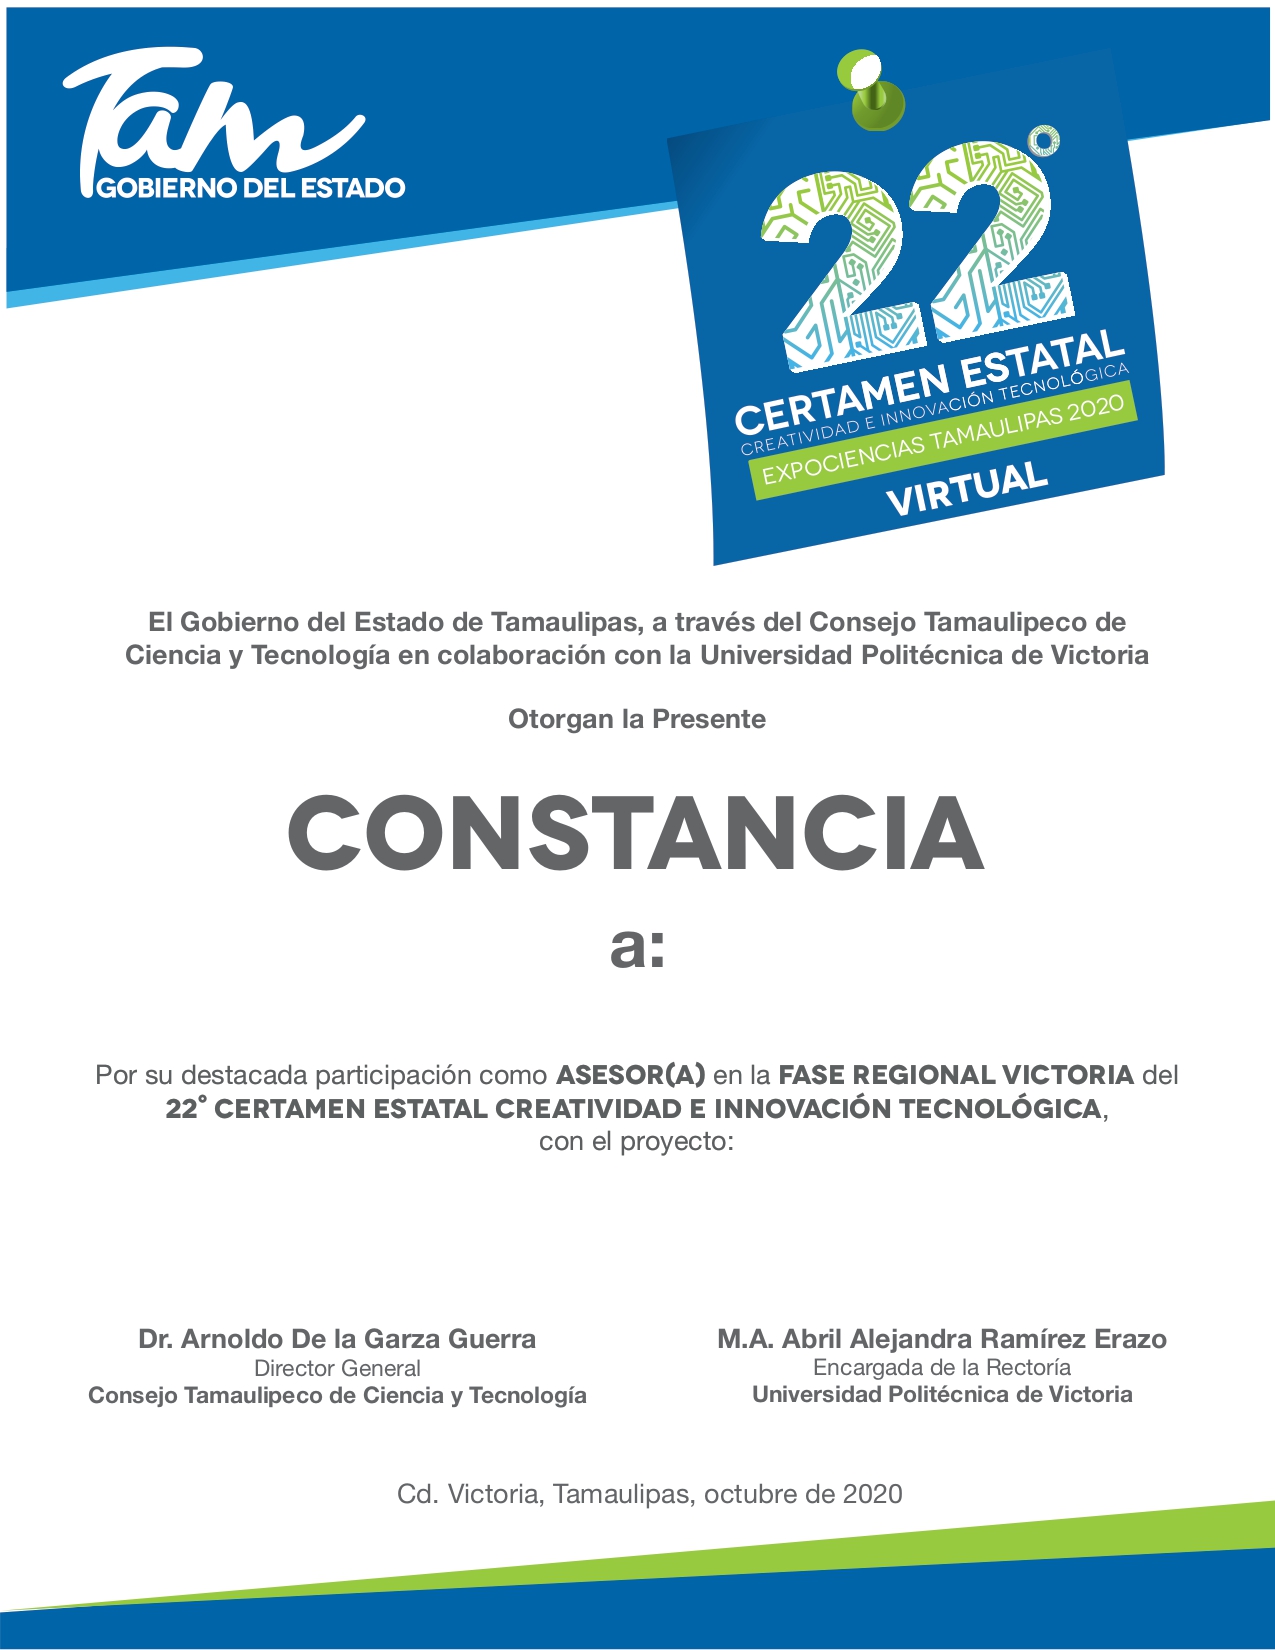 Tam
GOBIERNO DEL ESTADO
22°
CERTAMEN ESTATAL
CREATIVIDAD E INNOVACIÓN TECNOLÓGICA
EXPOCIENCIAS TAMAULIPAS 2020
VIRTUAL
El Gobierno del Estado de Tamaulipas, a través del Consejo Tamaulipeco de
Ciencia y Tecnología en colaboración con la Universidad Politécnica de Victoria
Otorgan la Presente
CONSTANCIA
a:
Por su destacada participación como ASESOR(A) en la FASE REGIONAL VICTORIA del
22° CERTAMEN ESTATAL CREATIVIDAD E INNOVACIÓN TECNOLÓGICA,
con el proyecto:
Dr. Arnoldo De la Garza Guerra
Director General
Consejo Tamaulipeco de Ciencia y Tecnología
M.A. Abril Alejandra Ramírez Erazo
Encargada de la Rectoría
Universidad Politécnica de Victoria
Cd. Victoria, Tamaulipas, octubre de 2020